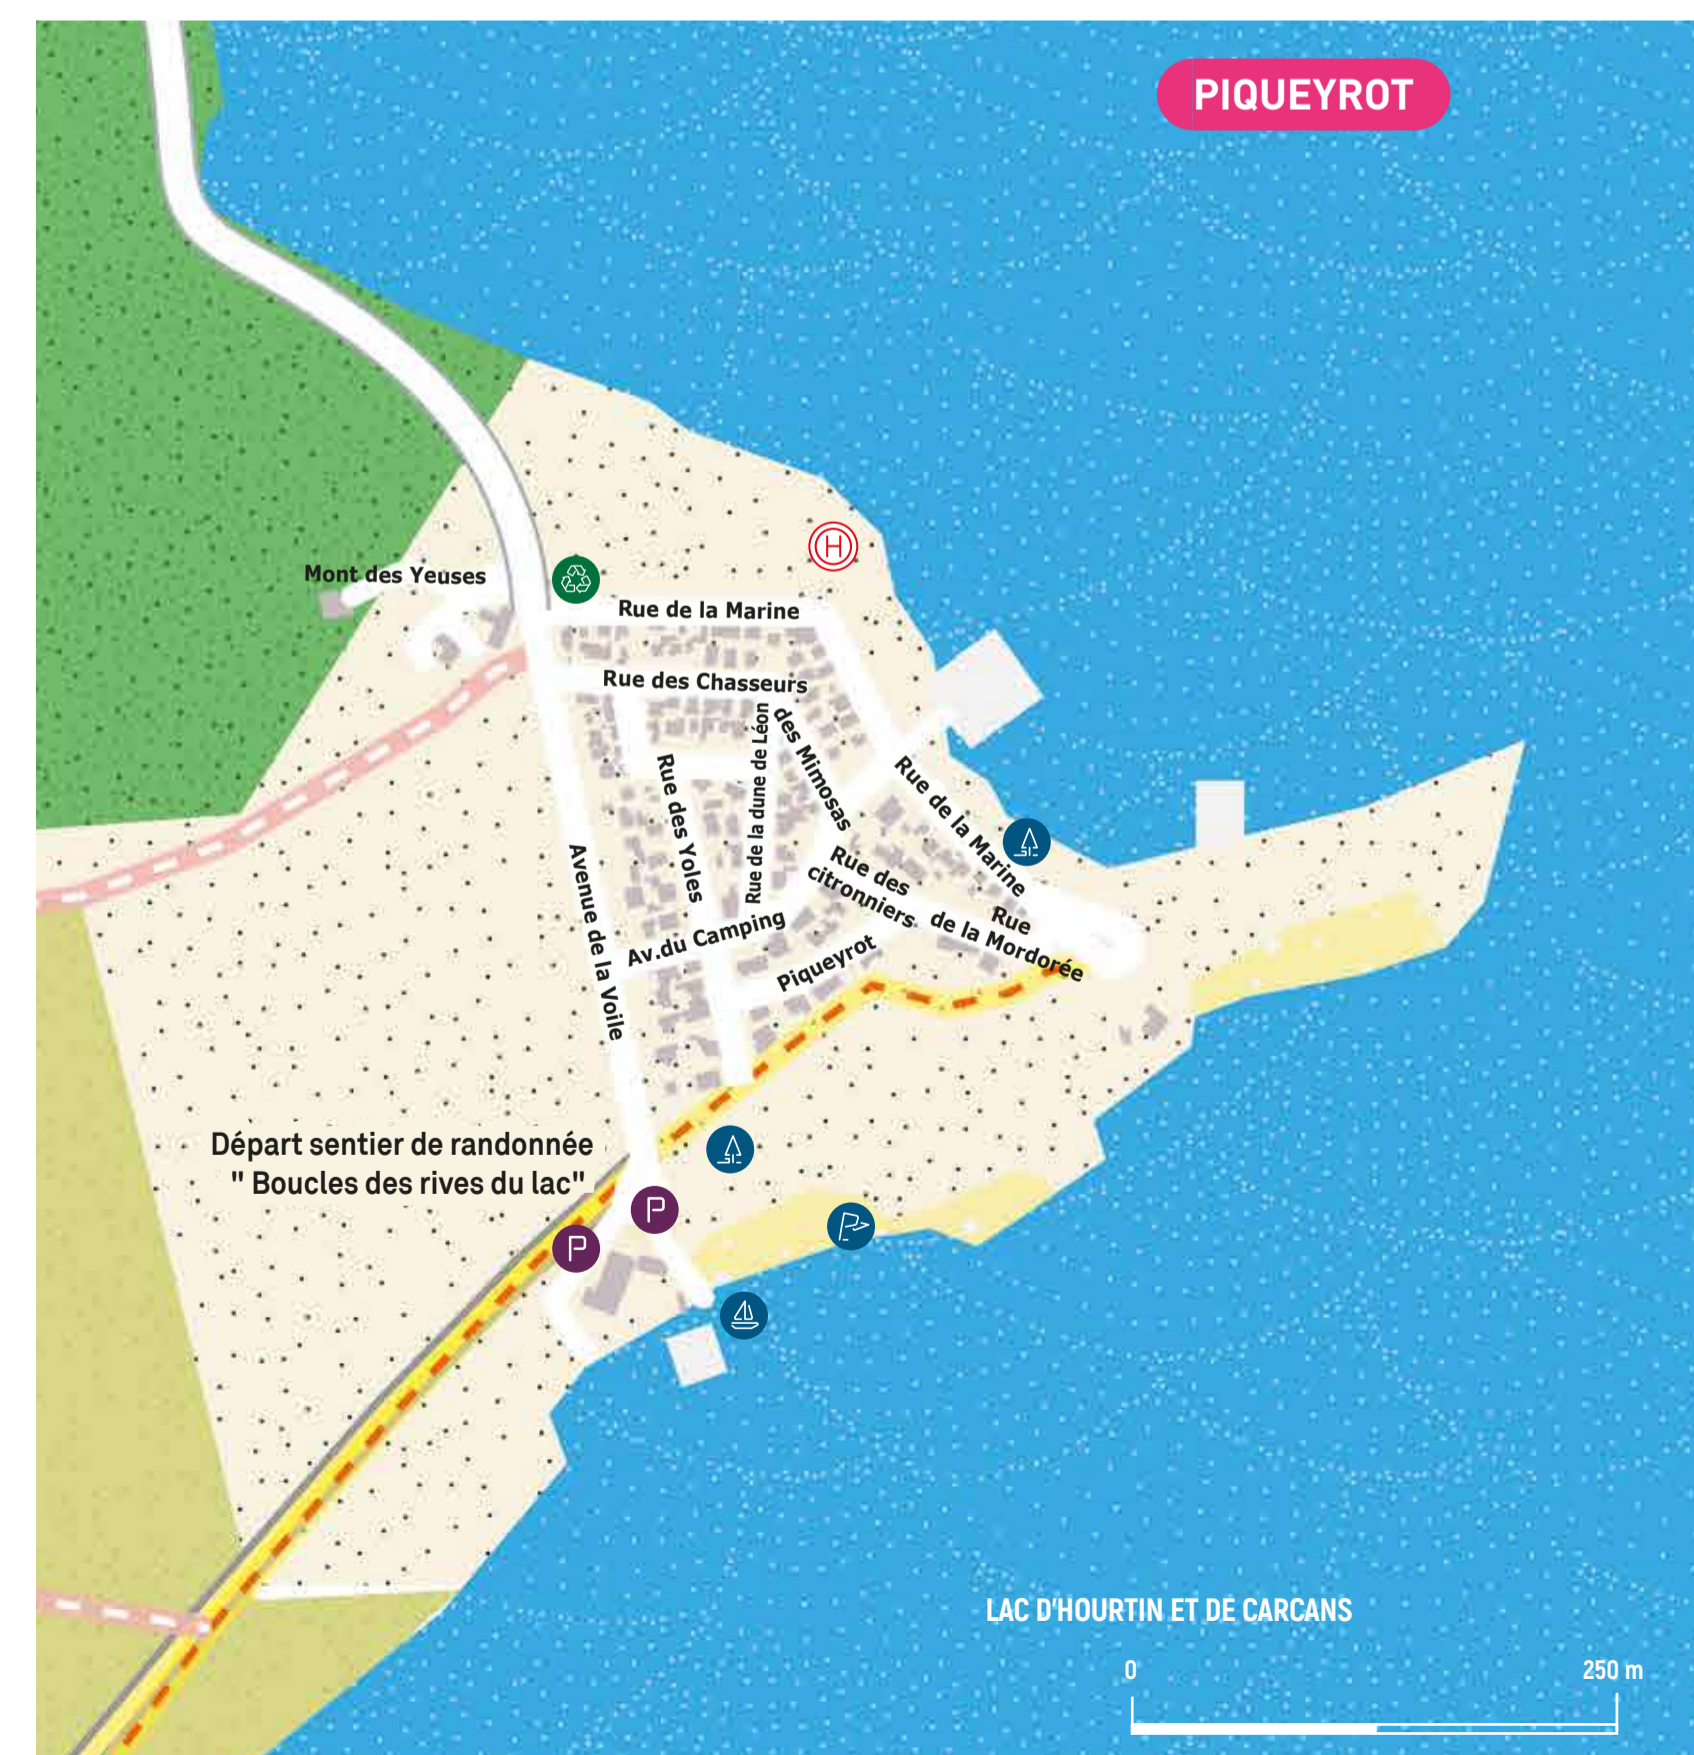 PIQUEYROT
H
Mont des Yeuses
Rue de la Marine
Rue des Chasseurs
des Mimosas
Rue de la dune de Léon
Rue des Yoles
Rue de la Marine
Avenue de la Voile
Rue des
citronniers
Rue
de la Mordorée
Av.du Camping
Piqueyrot
Départ sentier de randonnée
" Boucles des rives du lac"
P
P
LAC D'HOURTIN ET DE CARCANS
0 250 m